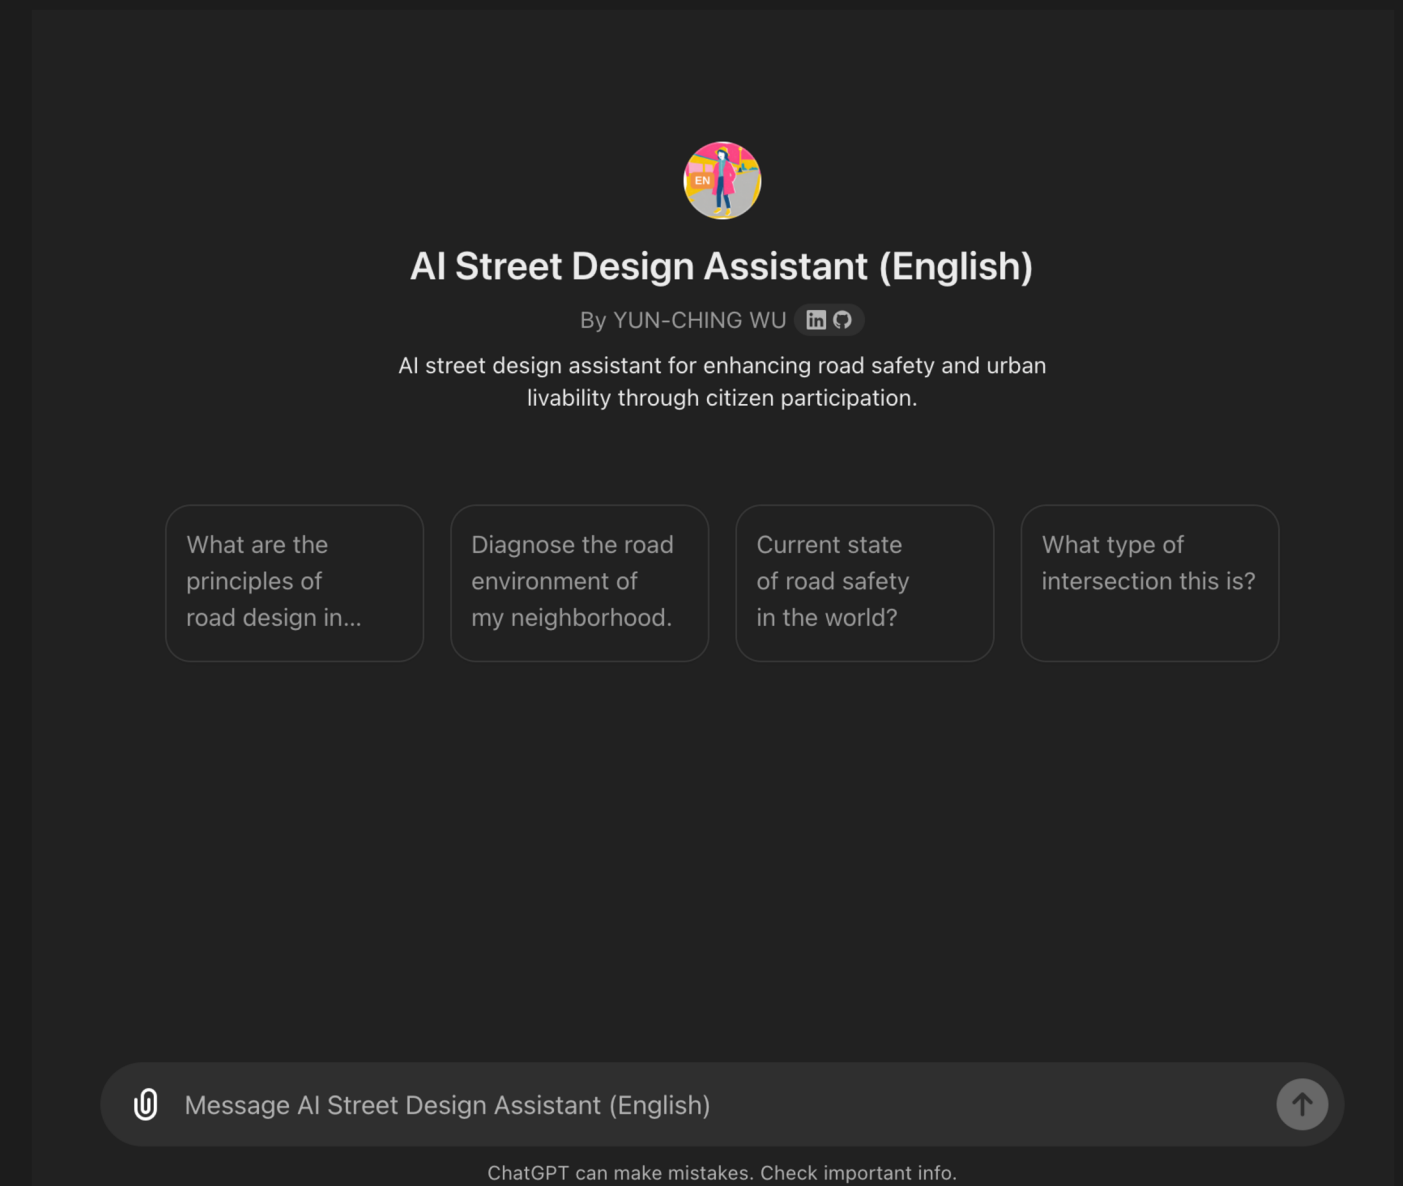 EN
AI Street Design Assistant (English)
By YUN-CHING WU in
AI street design assistant for enhancing road safety and urban
livability through citizen participation.
What are the
principles of
road design in...
Diagnose the road
environment of
my neighborhood.
Current state
of road safety
in the world?
What type of
intersection this is?
Message AI Street Design Assistant (English)
ChatGPT can make mistakes. Check important info.